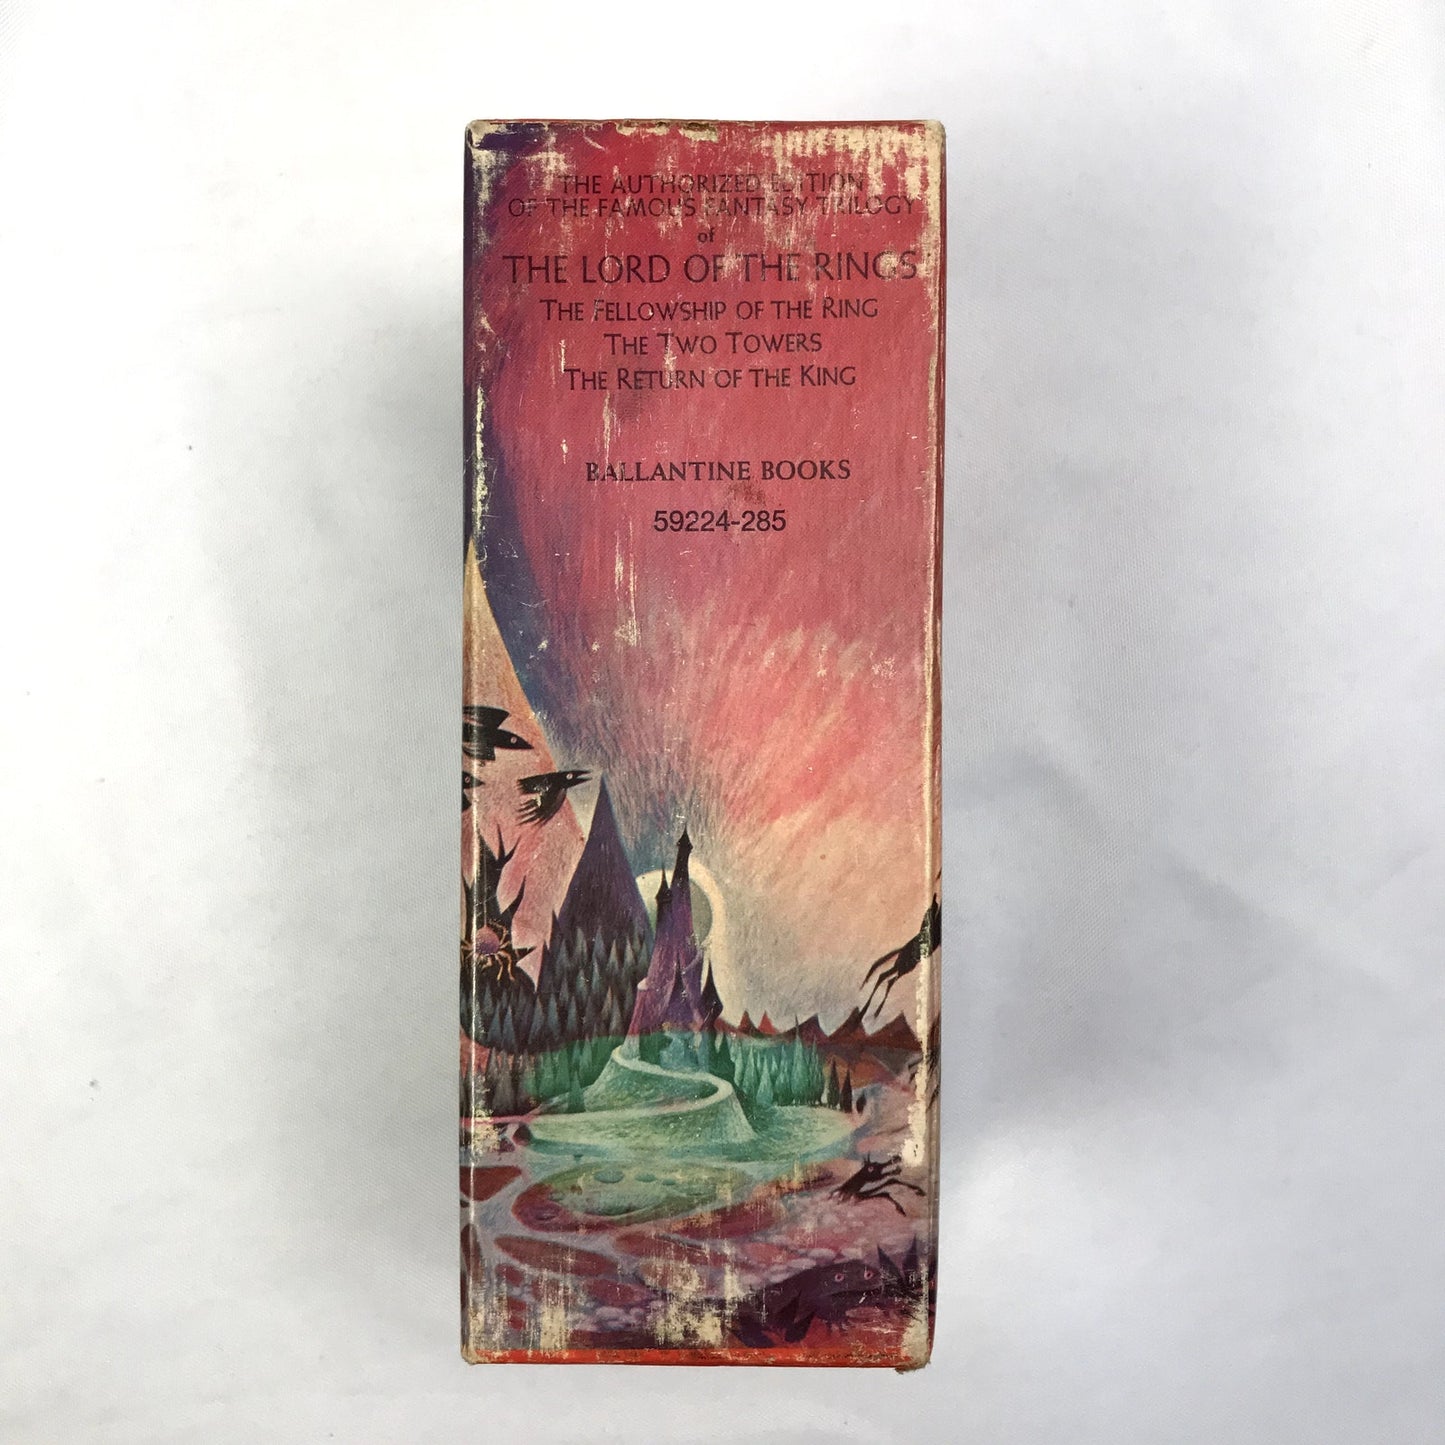 THE AUTHORIZED EDITION
OF THE FAMOUS FANTASY TRILOGY
of
THE LORD OF THE RINGS
THE FELLOWSHIP OF THE RING
THE TWO TOWERS
THE RETURN OF THE KING
BALLANTINE BOOKS
59224-285